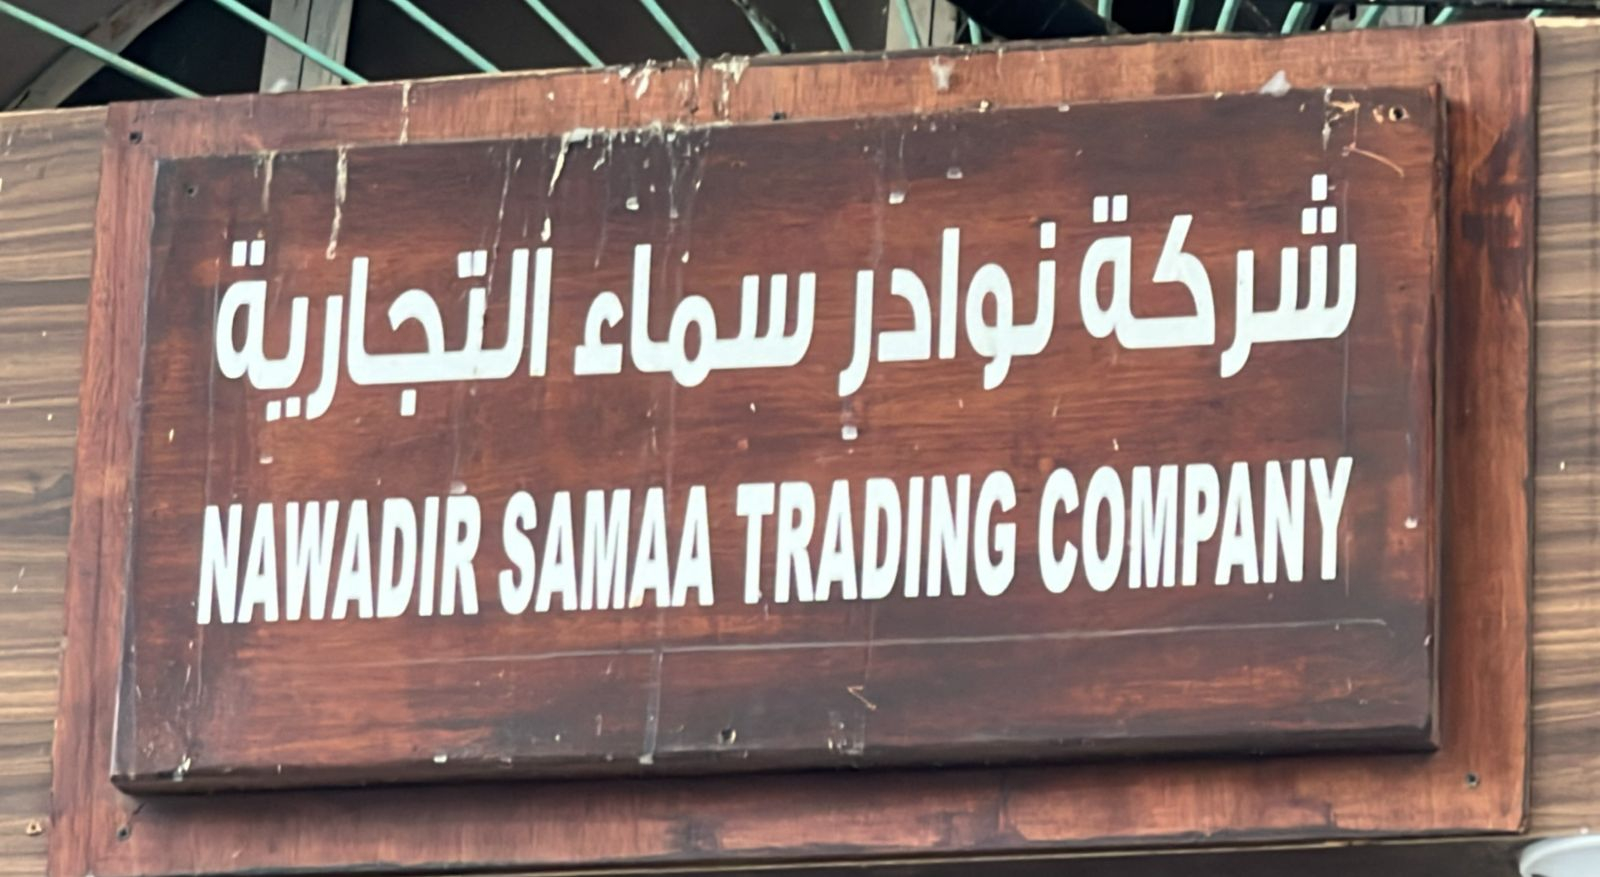 شركة نوادر سماء التجارية
NAWADIR SAMAA TRADING COMPANY